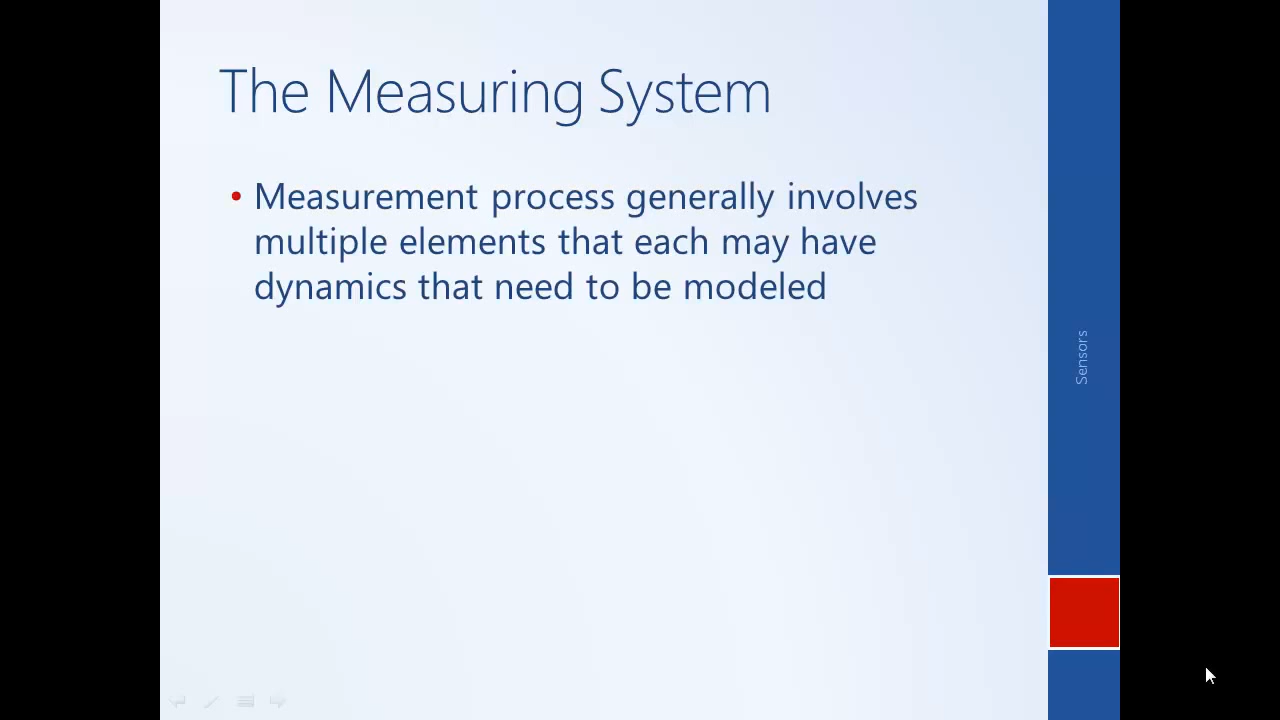 The Measuring System
• Measurement process generally involves
multiple elements that each may have
dynamics that need to be modeled
Sensors